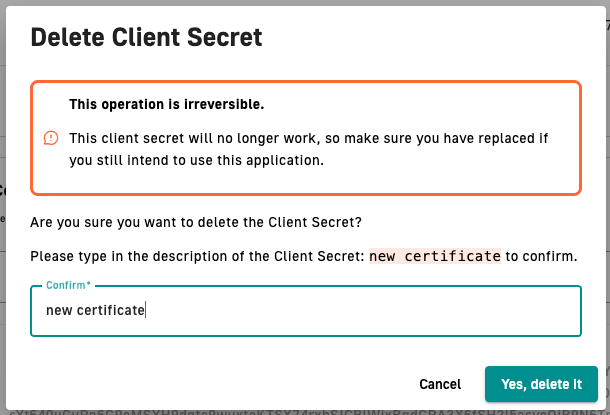 Delete Client Secret
This operation is irreversible.
This client secret will no longer work, so make sure you have replaced if
you still intend to use this application.
Are you sure you want to delete the Client Secret?
Please type in the description of the Client Secret: new certificate to confirm.
Confirm*
new certificate
Cancel
Yes, delete it